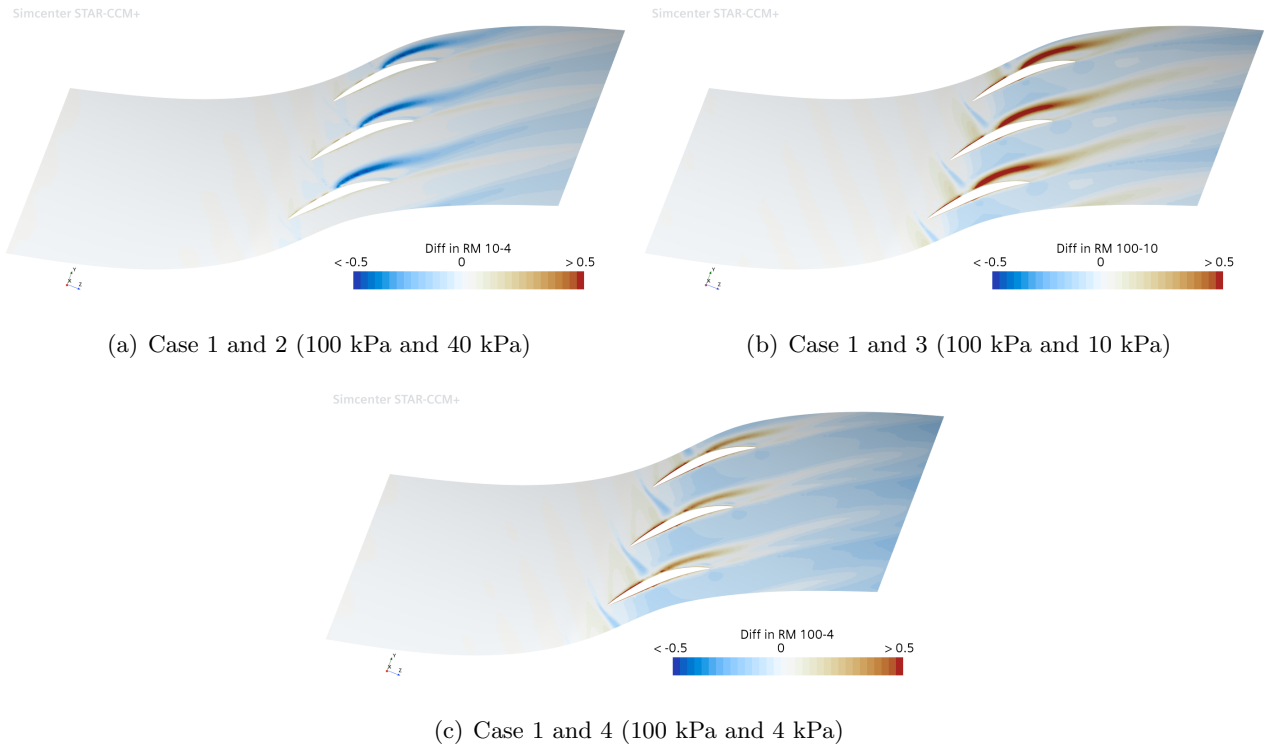 Simcenter STAR-CCM+
Simcenter STAR-CCM+
Diff in RM 10-4
< -0.5 0 > 0.5
Y
X
Z
Diff in RM 100-10
< -0.5 0 > 0.5
Y
X
Z
(a) Case 1 and 2 (100 kPa and 40 kPa)
(b) Case 1 and 3 (100 kPa and 10 kPa)
Simcenter STAR-CCM+
Diff in RM 100-4
< -0.5 0 > 0.5
Y
X
Z
(c) Case 1 and 4 (100 kPa and 4 kPa)